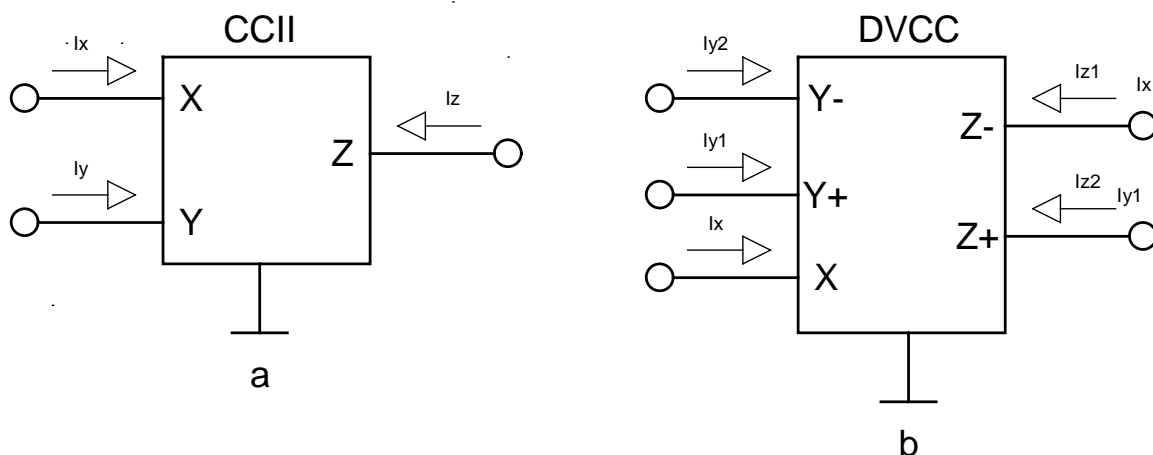 CCII
Ix
X
Iz
Z
Iy
Y
a
DVCC
Iy2
Y-
Iz1
Ix
Z-
Iy1
Y+
Iz2
Iy1
Z+
Ix
X
b